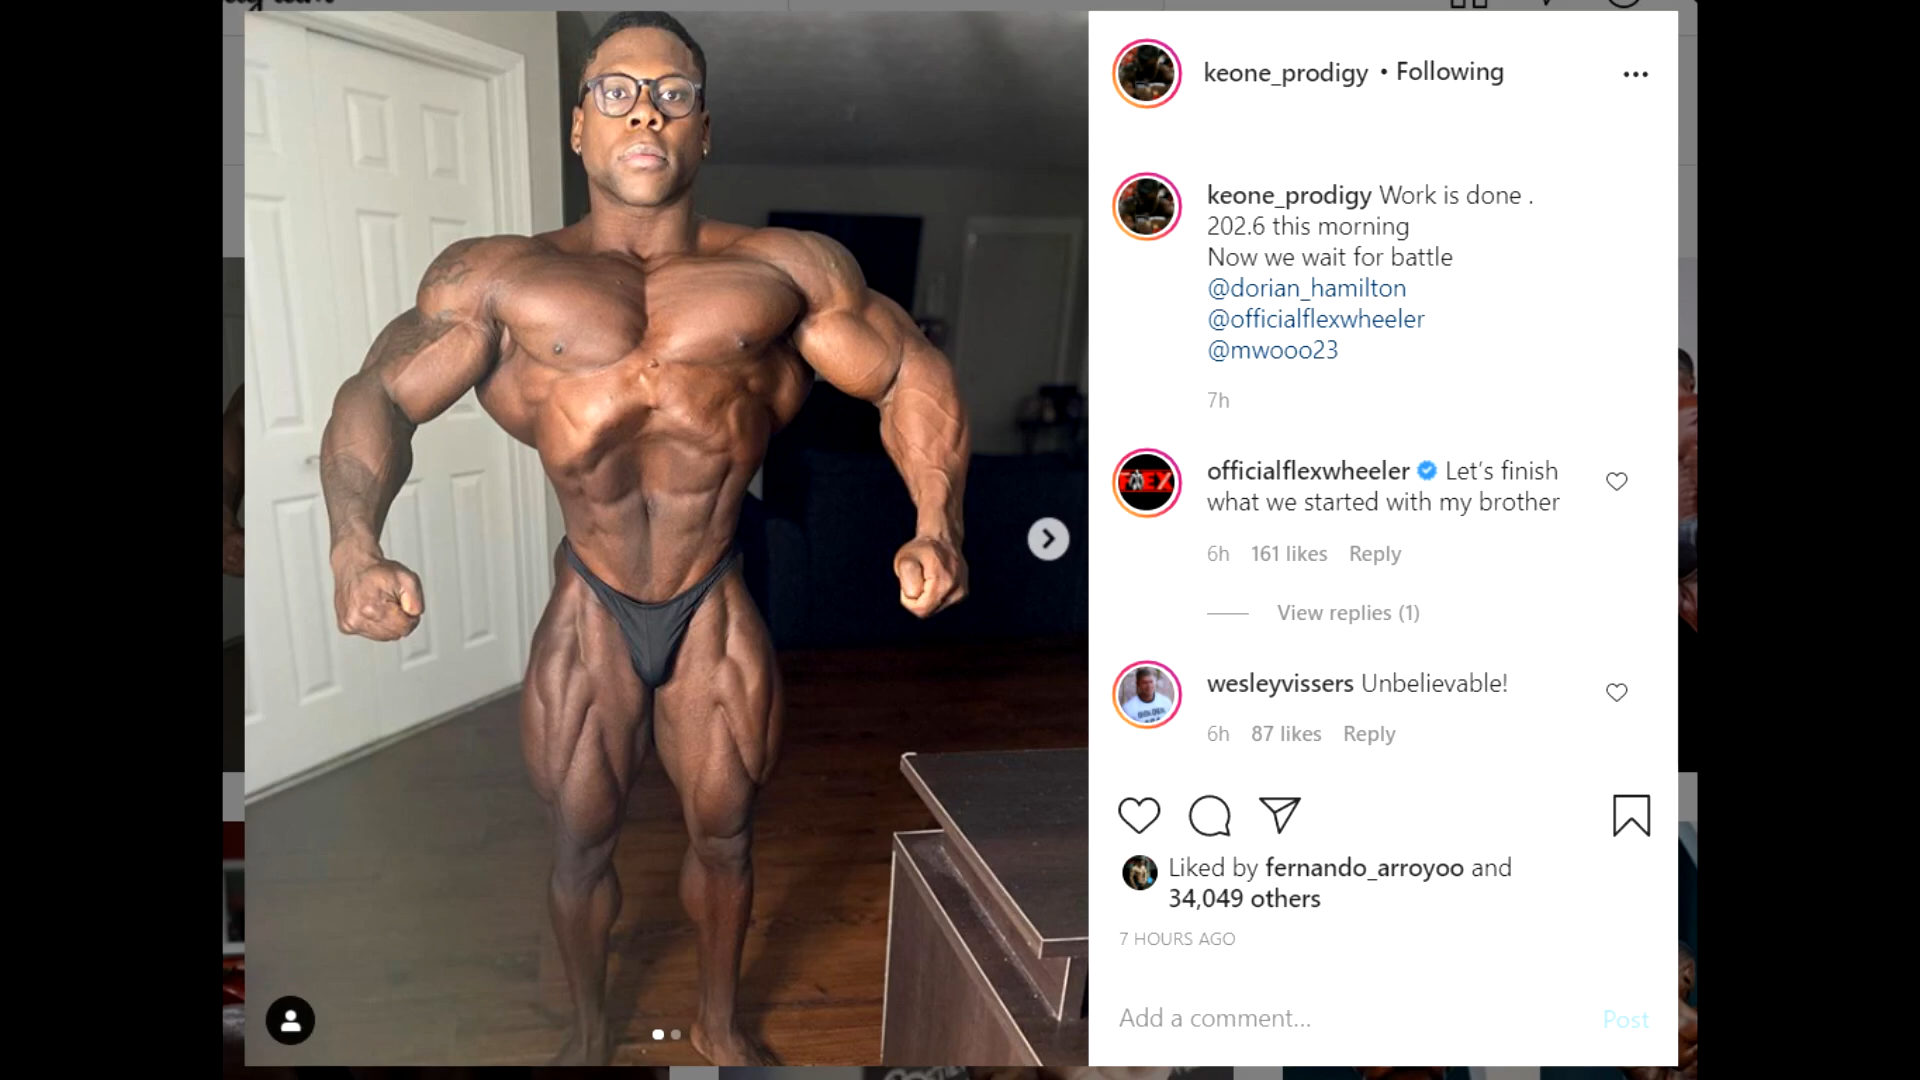 keone_prodigy • Following
keone_prodigy Work is done .
202.6 this morning
Now we wait for battle
@dorian_hamilton
@officialflexwheeler
@mwooo23
7h
officialflexwheeler Let's finish
what we started with my brother
6h 161 likes Reply
View replies (1)
wesleyvissers Unbelievable!
6h 87 likes Reply
Liked by fernando_arroyoo and
34,049 others
7 HOURS AGO
Add a comment...
Post